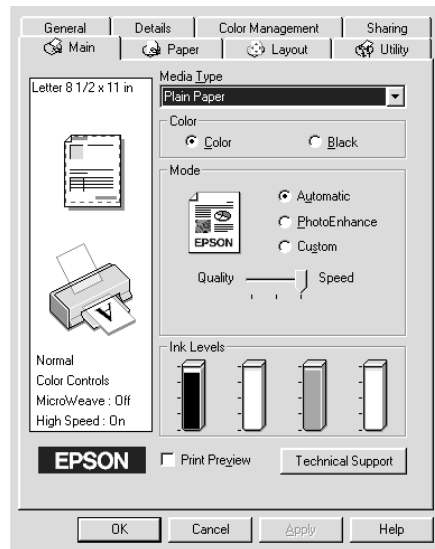 General Details Color Management Sharing
Main Paper Layout Utility
Letter 8 1/2 x 11 in
Media Type
Plain Paper
Color
Color Black
Mode
EPSON
Automatic
PhotoEnhance
Custom
Quality Speed
Normal
Color Controls
MicroWeave : Off
High Speed : On
Ink Levels
EPSON
Print Preview
Technical Support
OK Cancel Apply Help